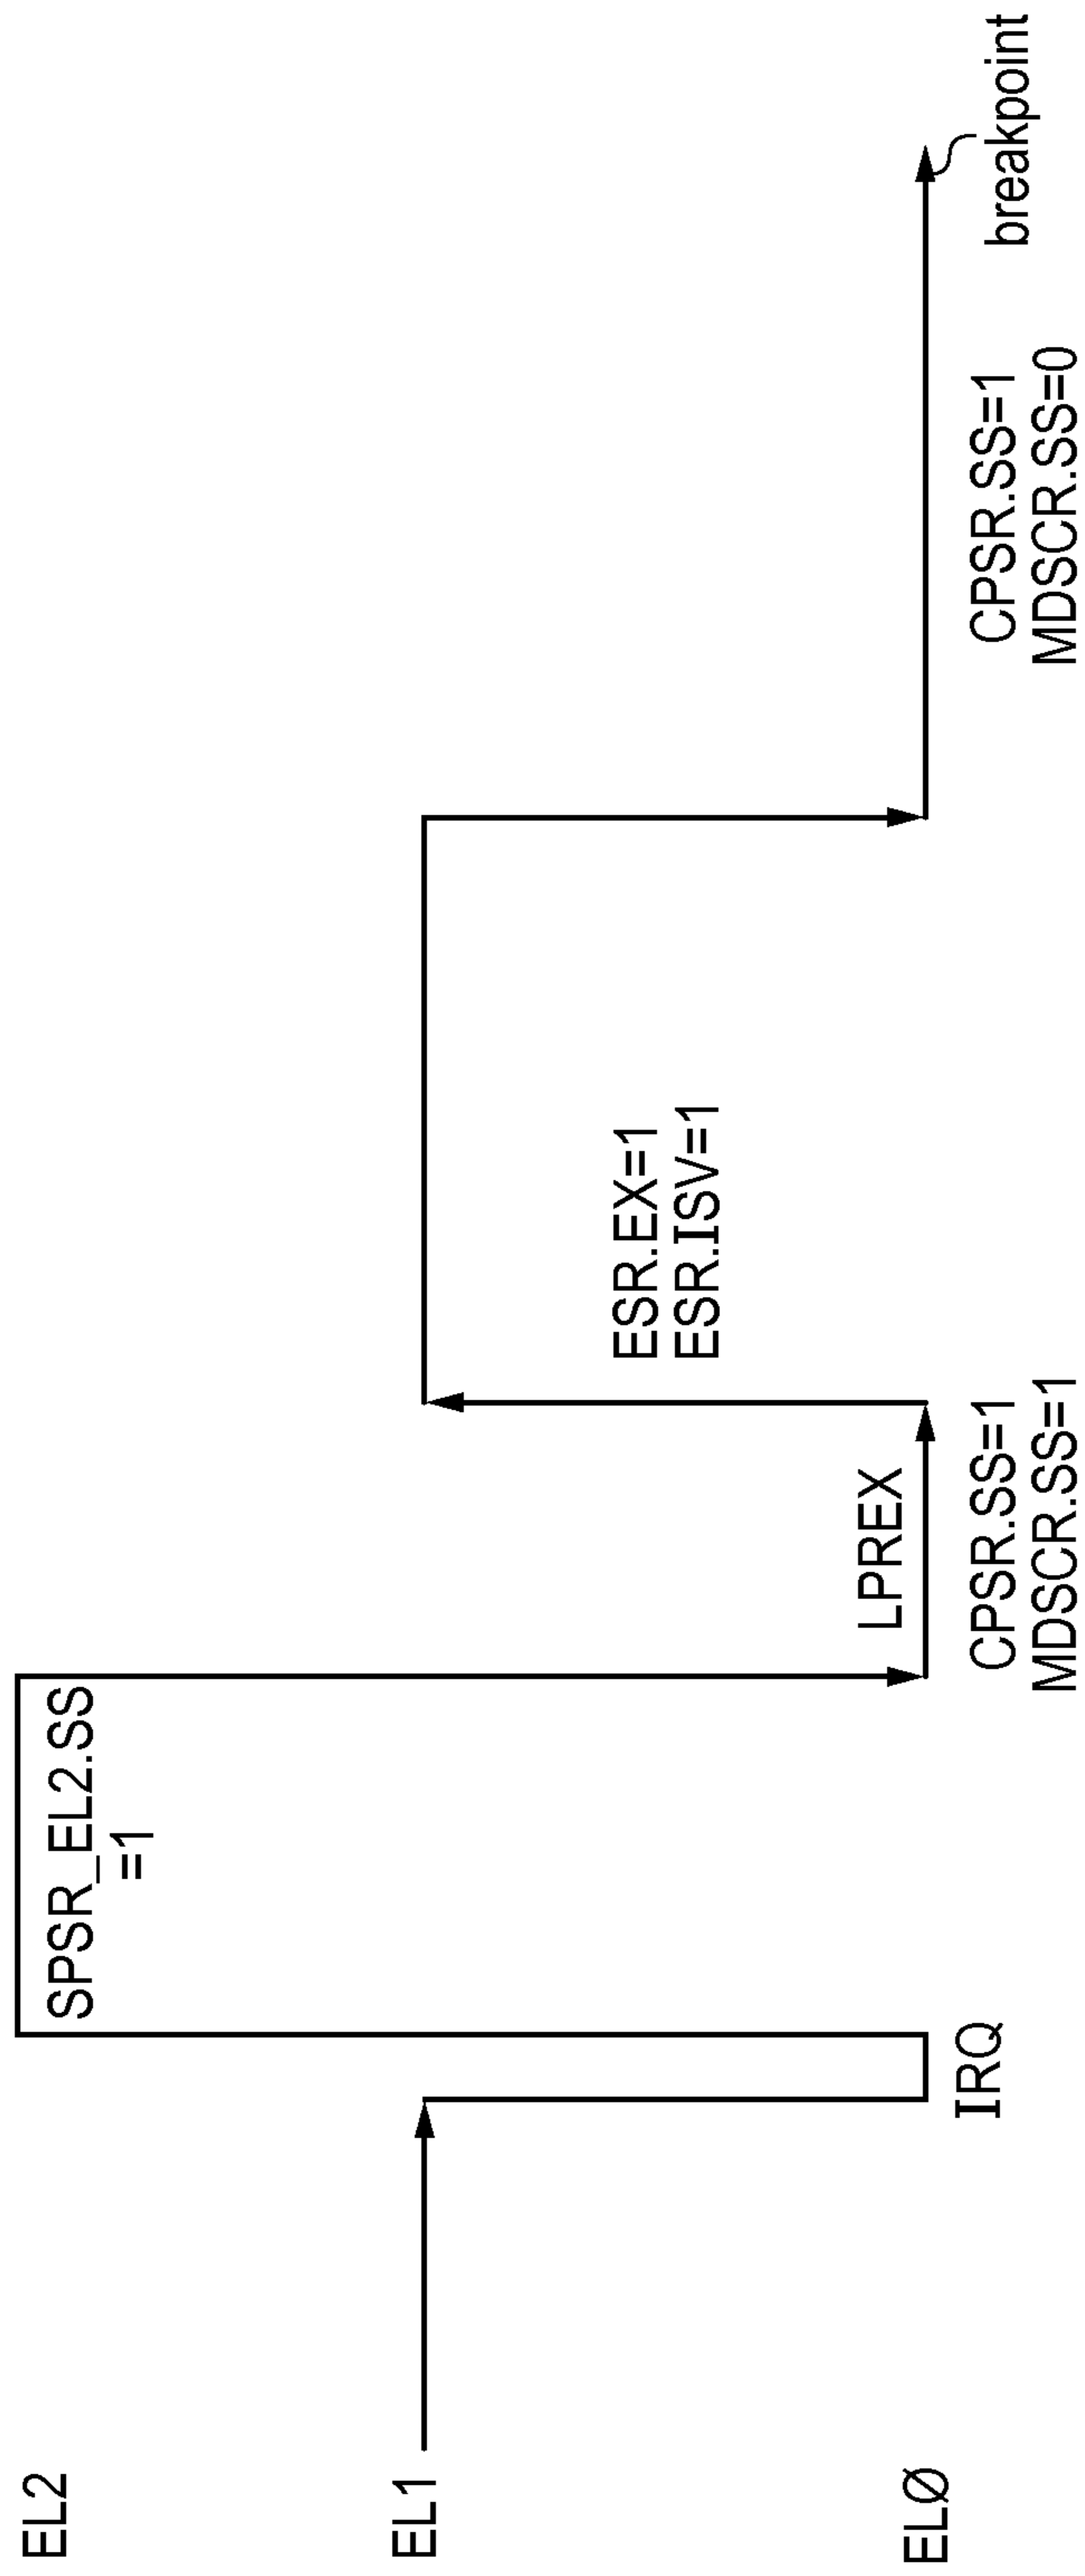 EL2
SPSR_EL2.SS
=1
EL1
ESR.EX=1
ESR.ISV=1
LPREX
ELØ
IRQ
CPSR.SS=1
MDSCR.SS=1
CPSR.SS=1
MDSCR.SS=0
breakpoint